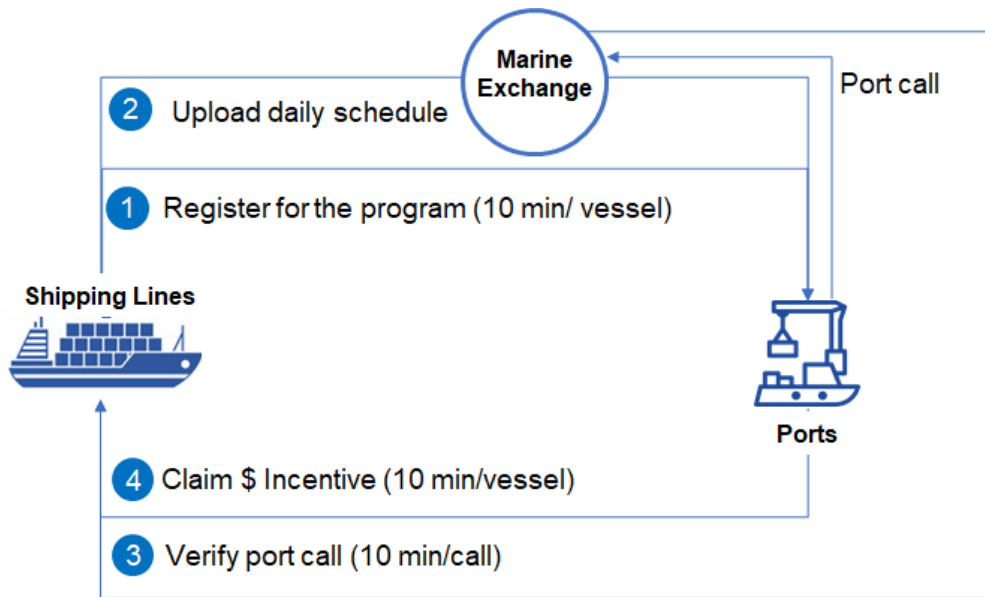 Marine
Exchange
Port call
2 Upload daily schedule
1 Register for the program (10 min/ vessel)
Shipping Lines
Ports
4 Claim $ Incentive (10 min/vessel)
3 Verify port call (10 min/call)